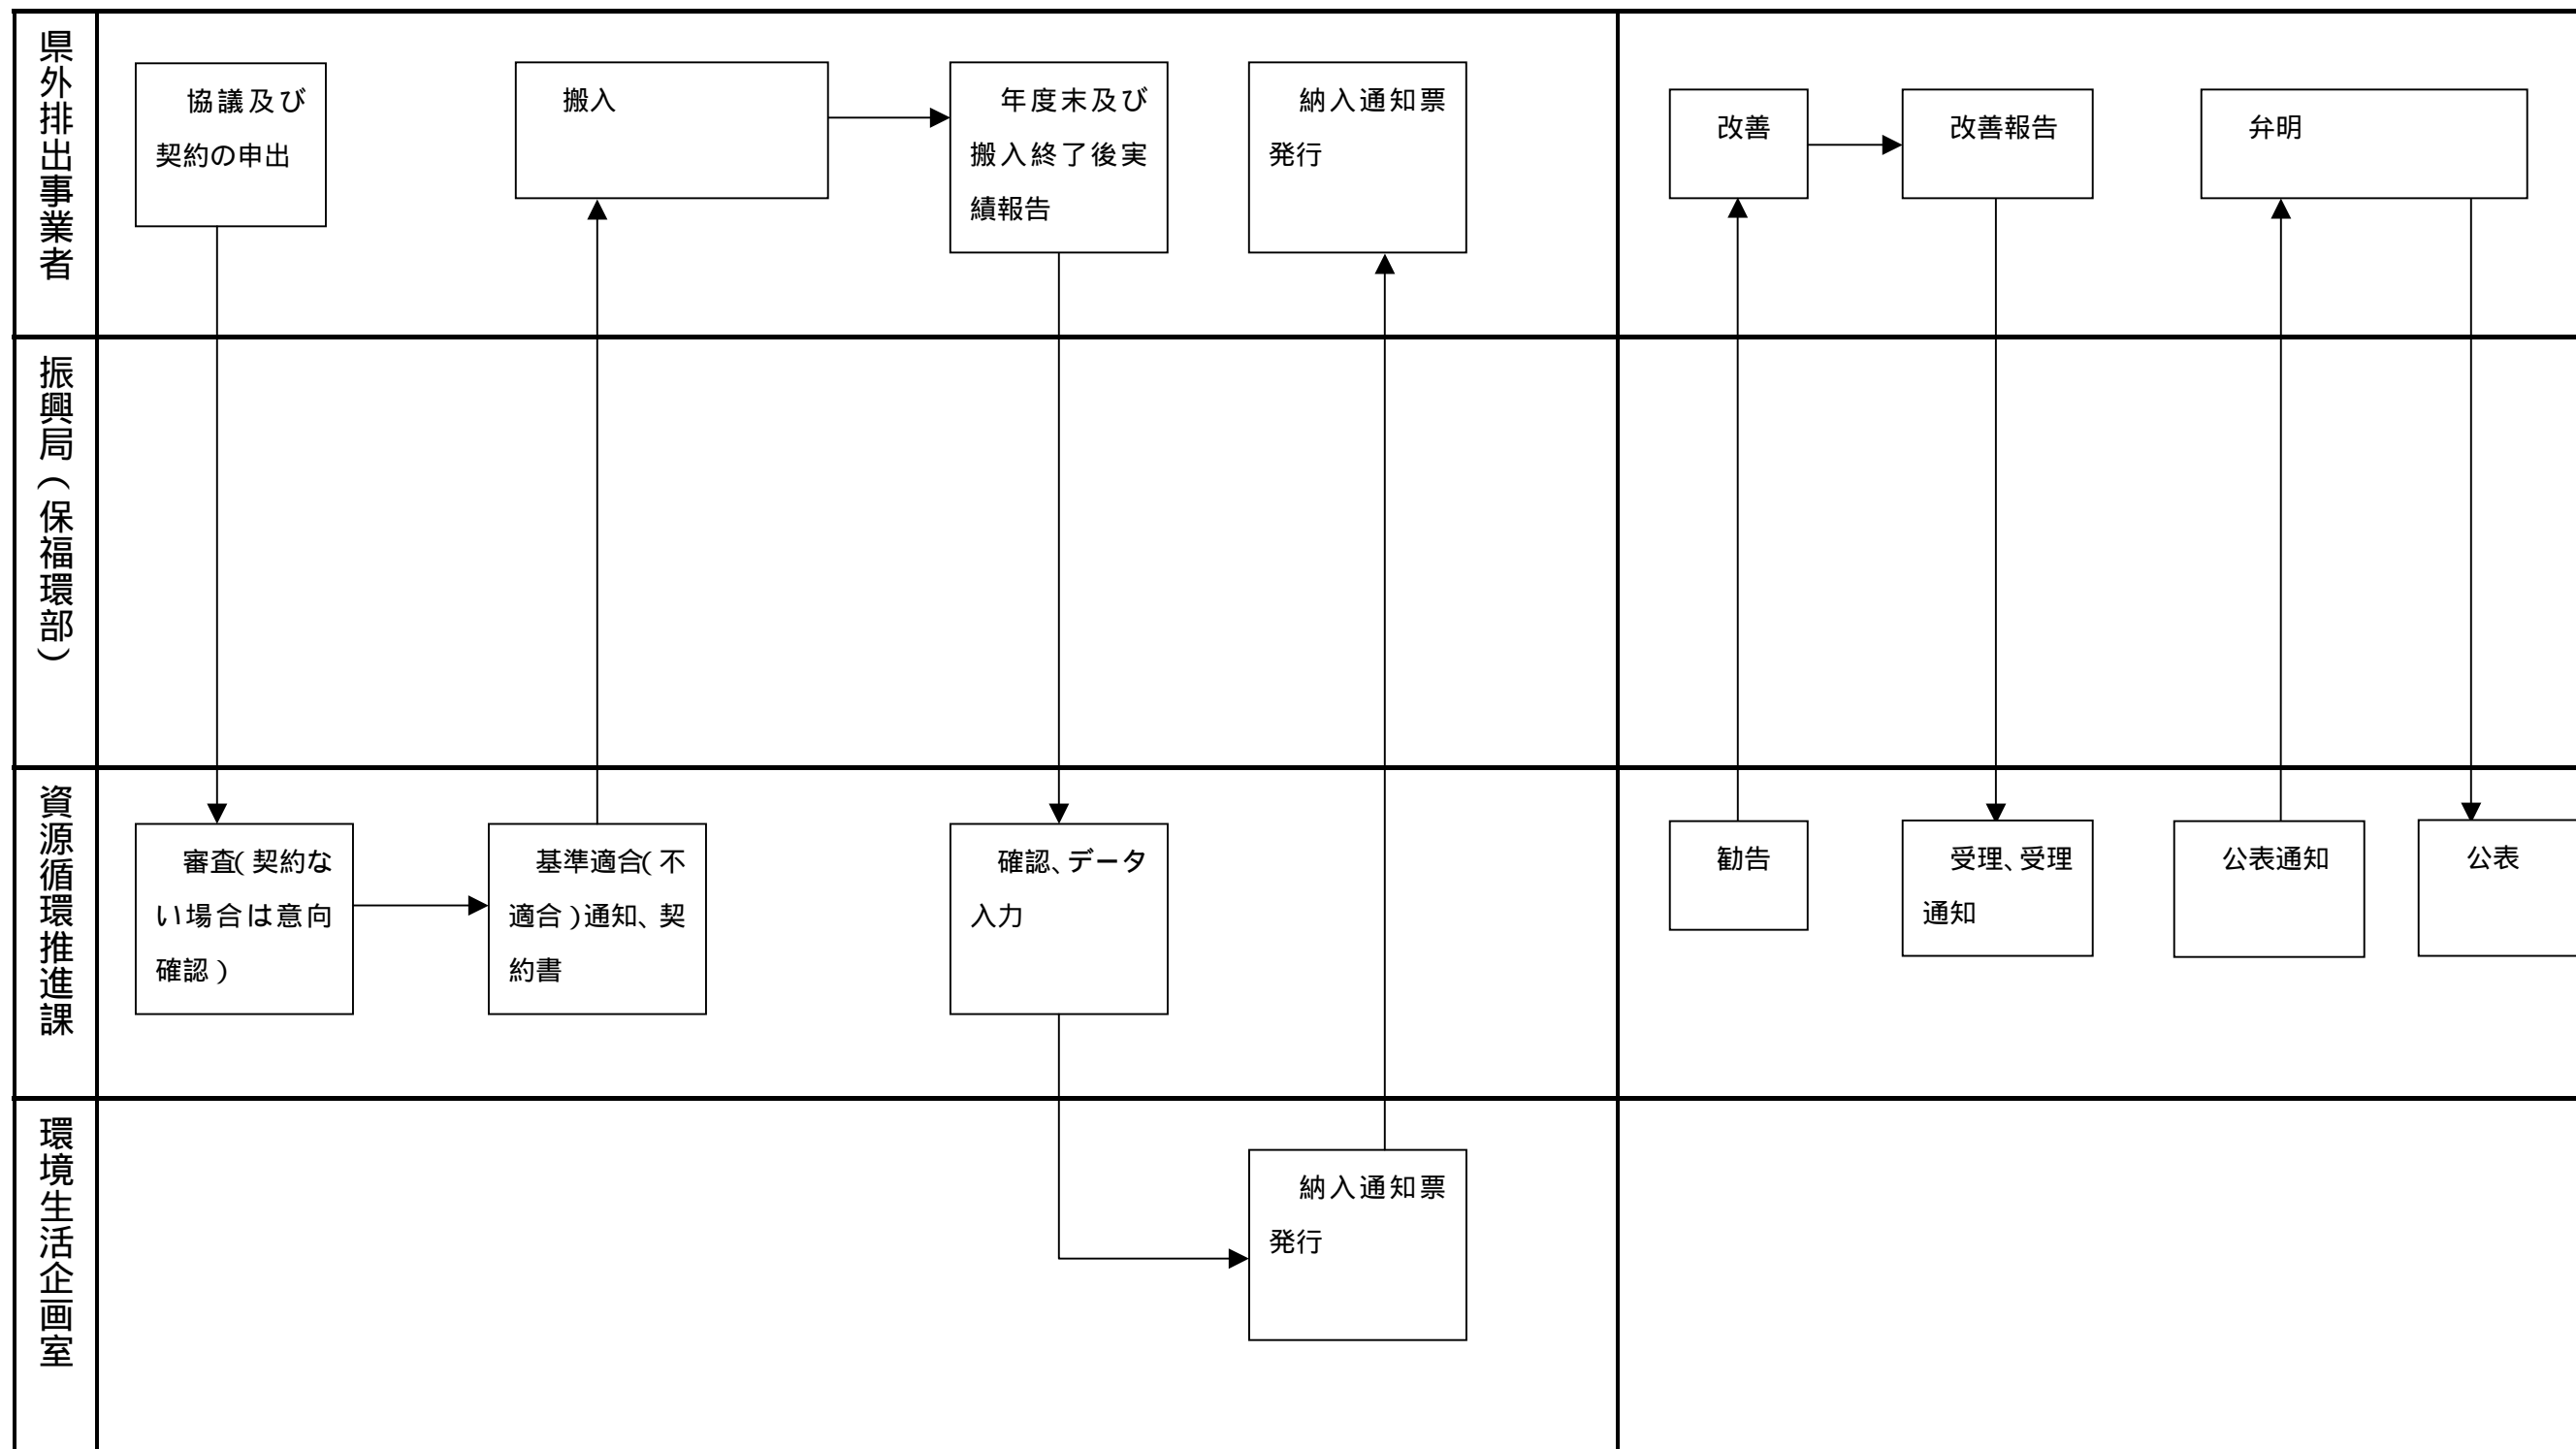 県外排出事業者
協議及び
契約の申出
搬入
年度末及び
搬入終了後実
績報告
納入通知票
発行
改善
改善報告
弁明
振興局(保福環部)
資源循環推進課
審査(契約な
い場合は意向
確認)
基準適合(不
適合)通知、契
約書
確認、データ
入力
勧告
受理、受理
通知
公表通知
公表
環境生活企画室
納入通知票
発行